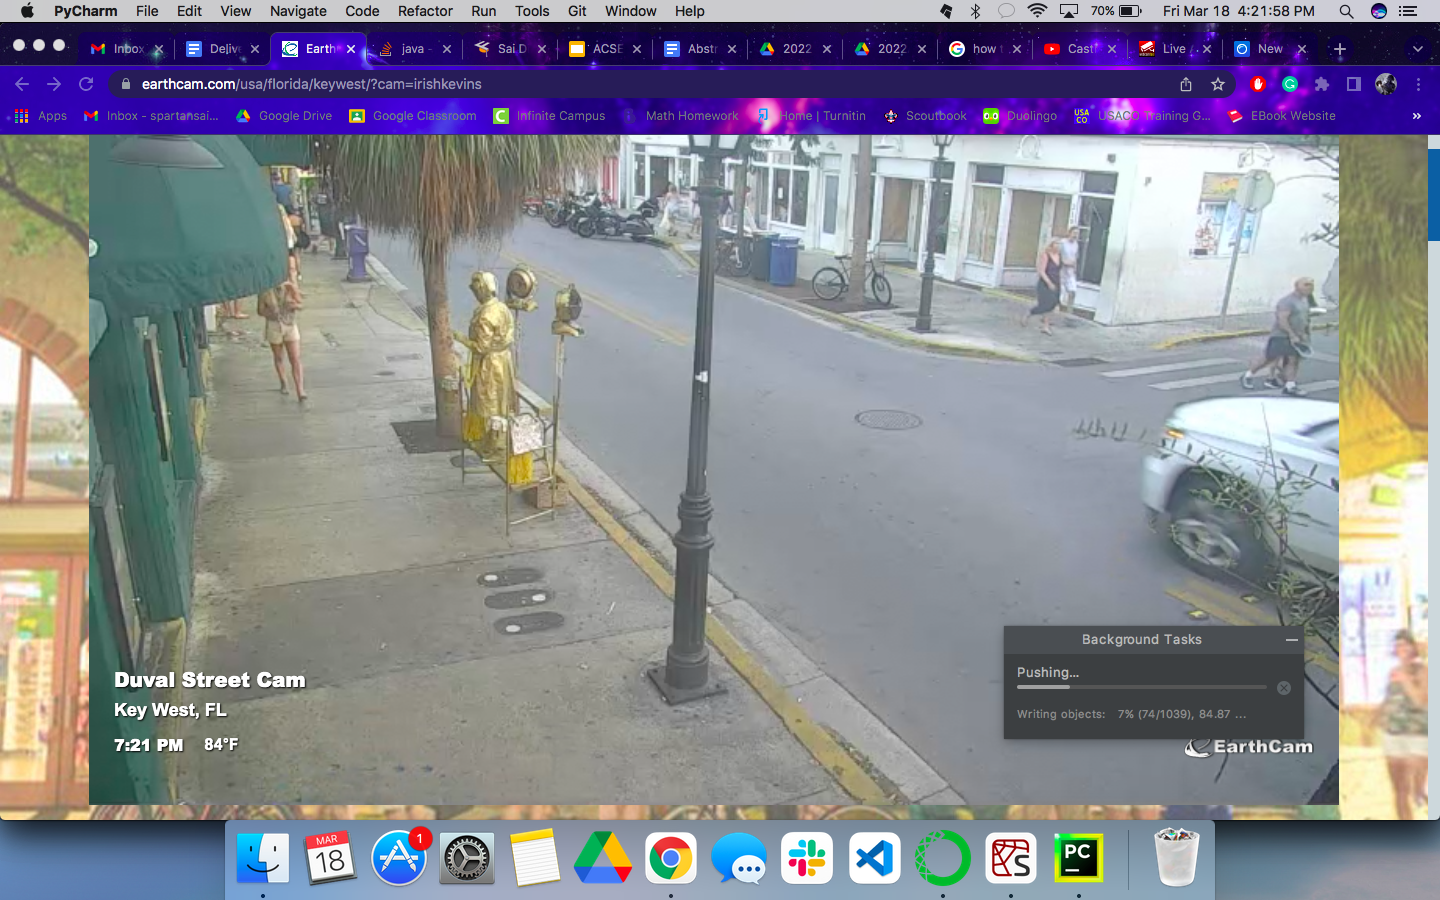 PyCharm File Edit View Navigate Code Refactor Run Tools Git Window Help 70% Fri Mar 18 4:21:58 PM
Inbox Delive Earth java - Sai D ACSE Abstr 2022 2022 how t Cast Live / New
earthcam.com/usa/florida/keywest/?cam=irishkevins
Apps Inbox - spartansai... Google Drive Google Classroom Infinite Campus Math Homework Home | Turnitin Scoutbook Duolingo USACO Training G... EBook Website »
Background Tasks
Pushing...
Writing objects: 7% (74/1039), 84.87 ...
Duval Street Cam
Key West, FL
7:21 PM 84°F
EarthCam
MAR
18
1
PC